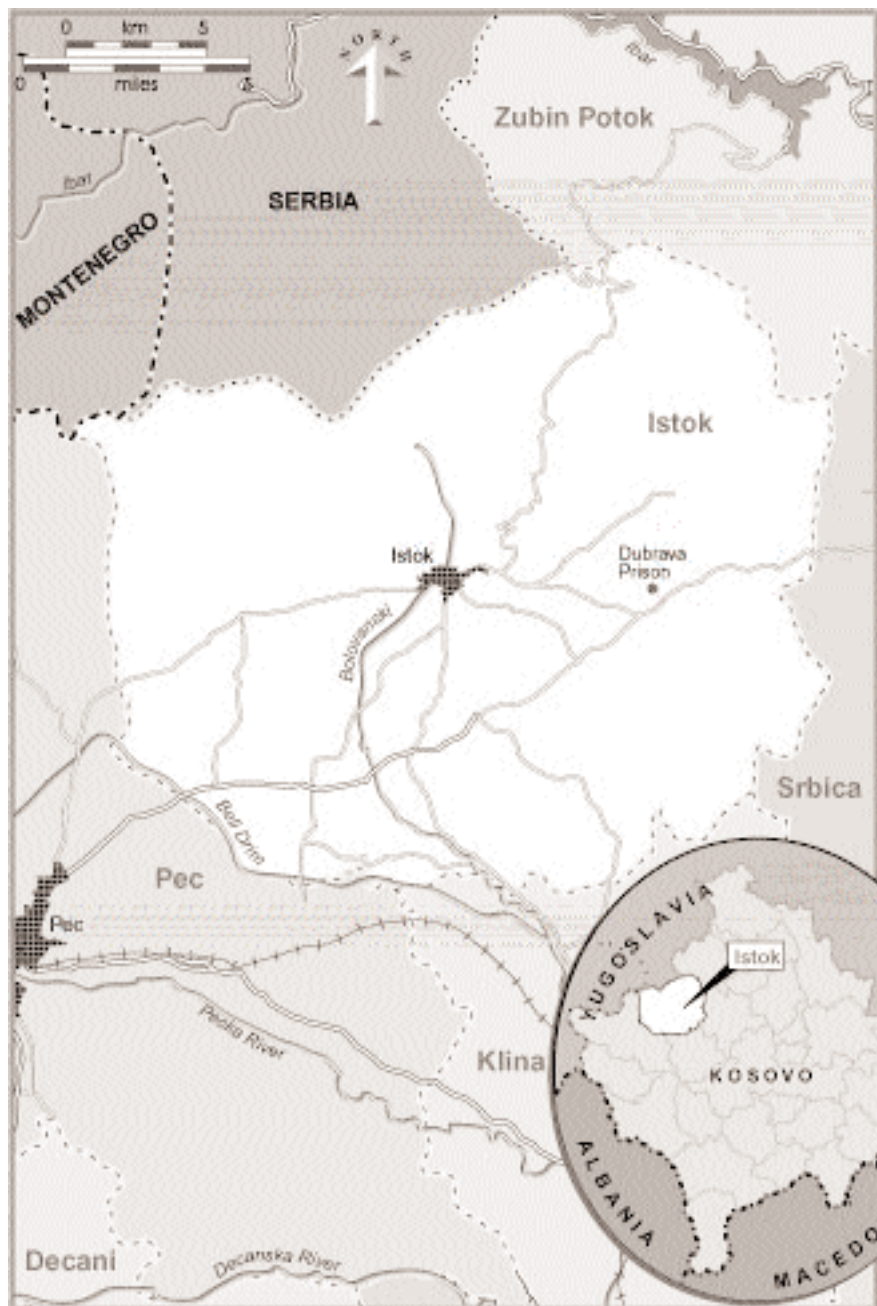 0 km 5
0 miles 5
NORTH
Ibar
Zubin Potok
Ibar
SERBIA
MONTENEGRO
Istok
Istok
Dubrava
Prison
Botovanski
Srbica
Beli Drim
Pec
Pec
YUGOSLAVIA
Istok
Pecka River
Klina
KOSOVO
ALBANIA
Decani
Decanska River
MACEDO